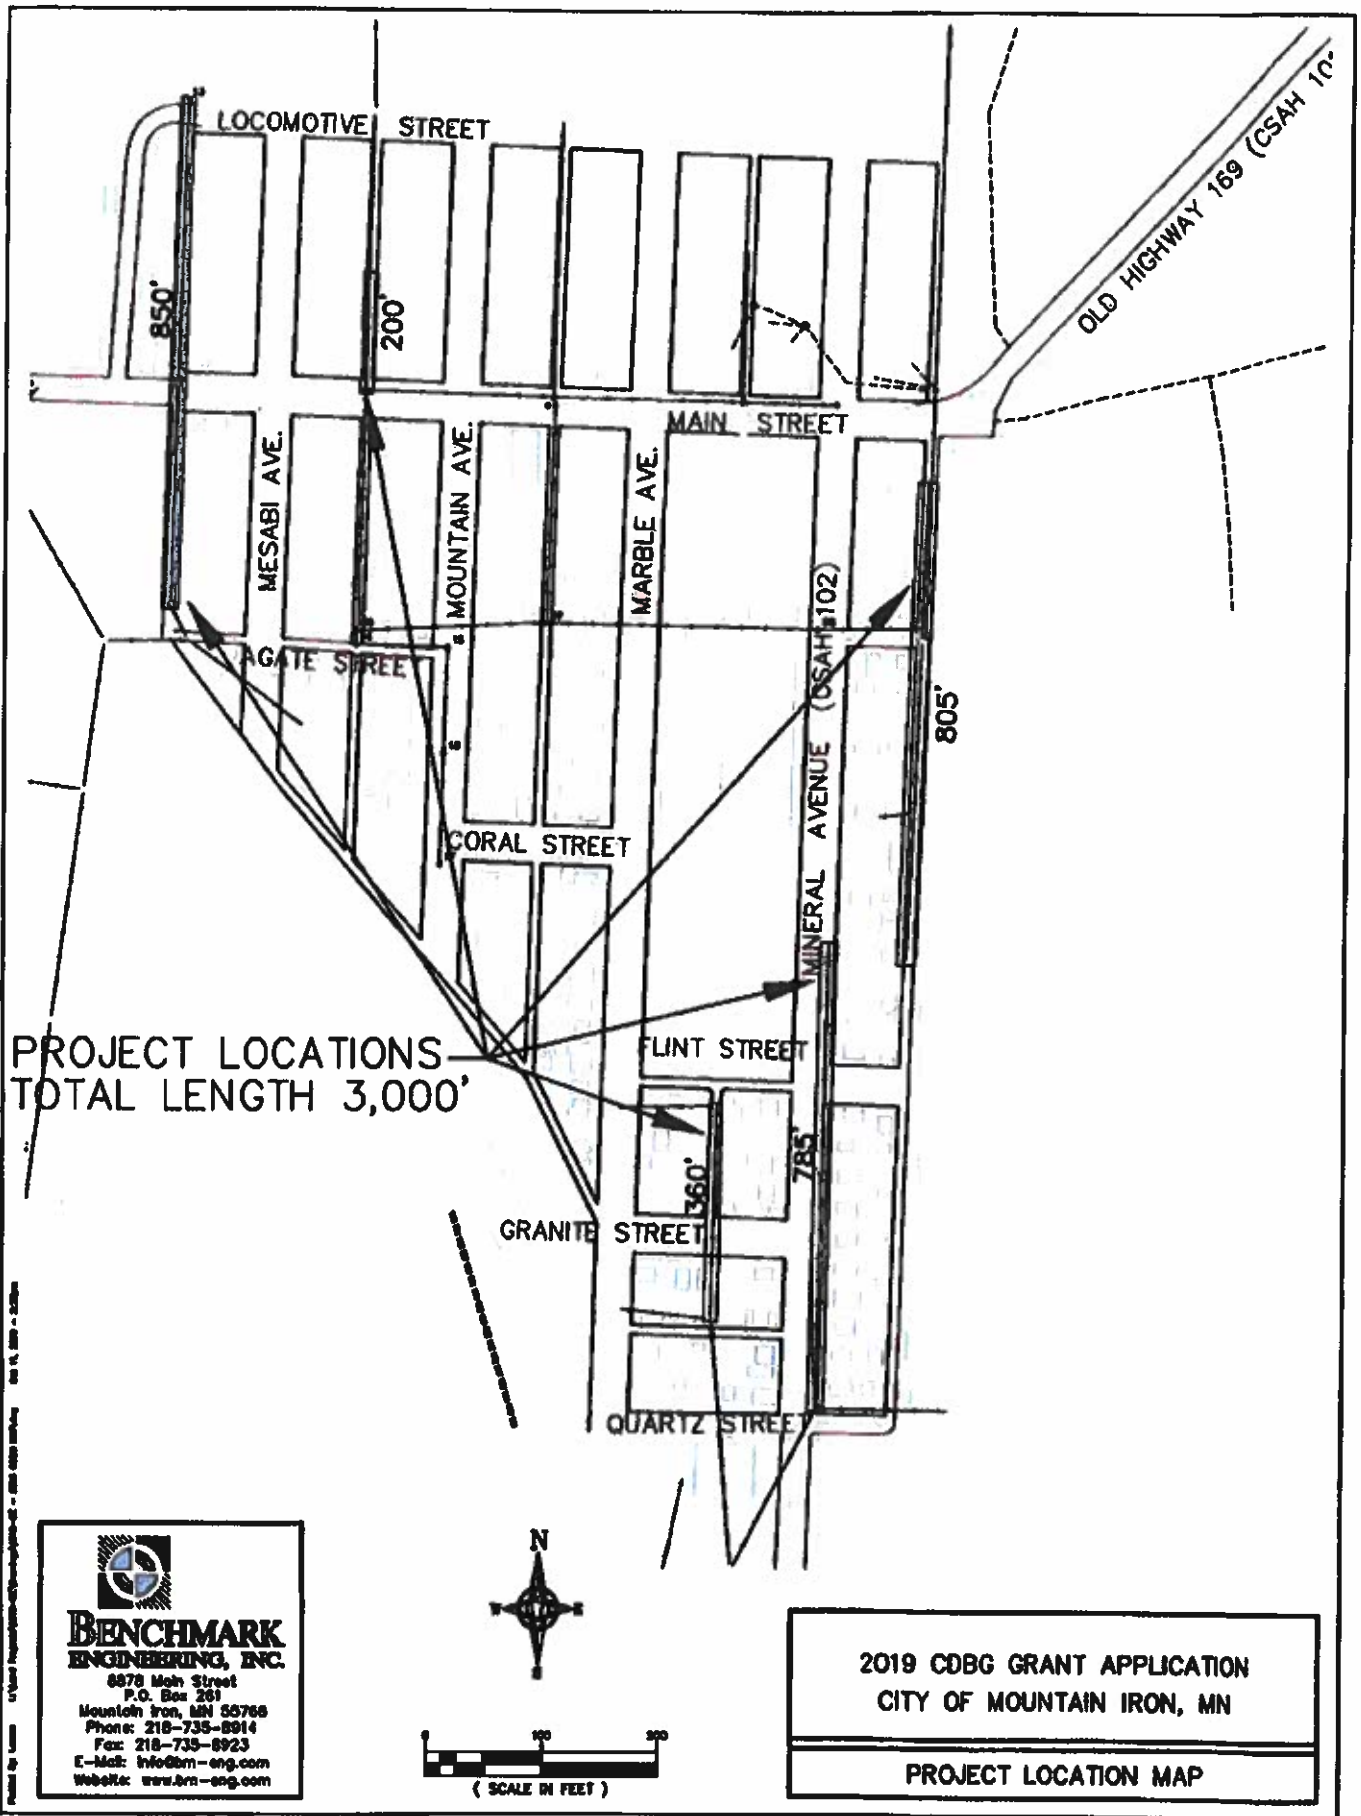 LOCOMOTIVE STREET
OLD HIGHWAY 169 (CSAH 10
850'
200'
MAIN STREET
MESABI AVE.
MOUNTAIN AVE.
MARBLE AVE.
MINERAL AVENUE (CSAH 102)
AGATE STREET
805'
CORAL STREET
PROJECT LOCATIONS
TOTAL LENGTH 3,000'
FLINT STREET
360'
785'
GRANITE STREET
QUARTZ STREET
BENCHMARK
ENGINEERING, INC.
8878 Main Street
P.O. Box 261
Mountain Iron, MN 55768
Phone: 218-735-8914
Fax: 218-735-8923
E-Mail: info@bm-eng.com
Website: www.bm-eng.com
N
W E
S
0 100 200
( SCALE IN FEET )
2019 CDBG GRANT APPLICATION
CITY OF MOUNTAIN IRON, MN
PROJECT LOCATION MAP